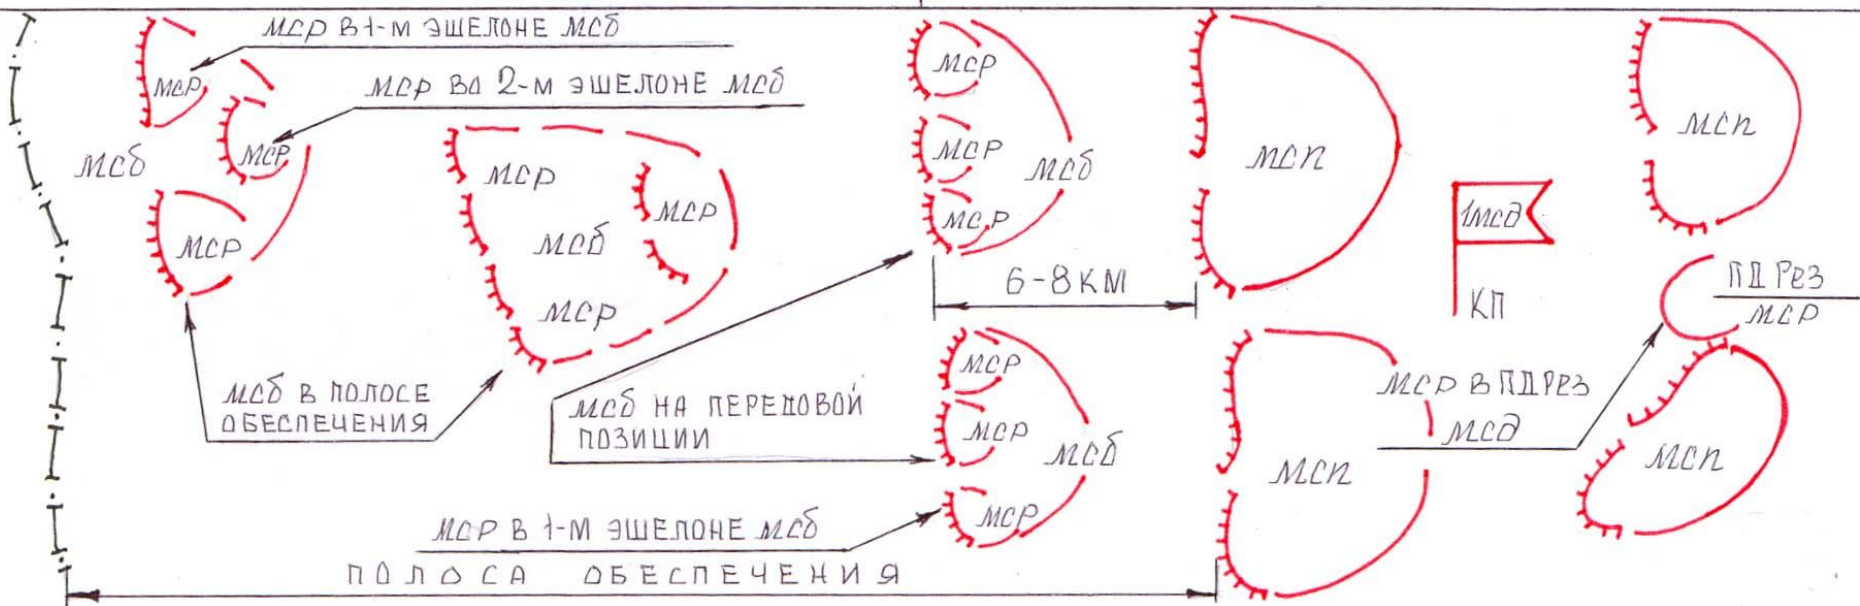 МСР В 1-М ЭШЕЛОНЕ МСБ
МСР ВО 2-М ЭШЕЛОНЕ МСБ
МСР
МСР
МСБ
МСР
МСР
МСР
МСБ
МСР
МСБ В ПОЛОСЕ
ОБЕСПЕЧЕНИЯ
МСР
МСР
МСБ
МСР
6-8 КМ
МСБ НА ПЕРЕДОВОЙ
ПОЗИЦИИ
МСР
МСР
МСБ
МСР
МСР В 1-М ЭШЕЛОНЕ МСБ
ПОЛОСА ОБЕСПЕЧЕНИЯ
МСП
МСП
1МСД
КП
МСП
ПД РЕЗ
МСР
МСР В ПДРЕЗ
МСД
МСП